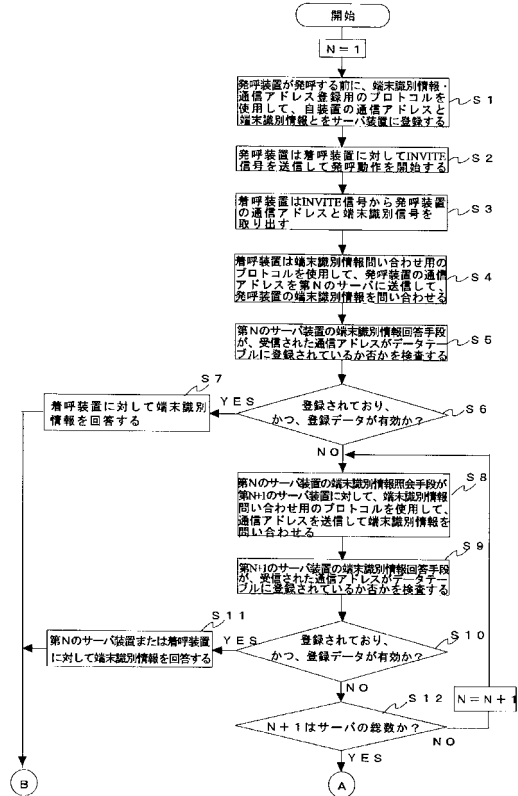 開始
N=1
発呼装置が発呼する前に、端末識別情報・
通信アドレス登録用のプロトコルを
使用して、自装置の通信アドレスと
端末識別情報とをサーバ装置に登録する
S1
発呼装置は着呼装置に対してINVITE
信号を送信して発呼動作を開始する
S2
着呼装置はINVITE信号から発呼装置
の通信アドレスと端末識別信号を
取り出す
S3
着呼装置は端末識別情報問い合わせ用の
プロトコルを使用して、発呼装置の通信
アドレスを第Nのサーバに送信して、
発呼装置の端末識別情報を問い合わせる
S4
第Nのサーバ装置の端末識別情報回答手段
が、受信された通信アドレスがデータテー
ブルに登録されているか否かを検査する
S5
S7
着呼装置に対して端末識別
情報を回答する
YES
登録されており、
かつ、登録データが有効か?
S6
NO
第Nのサーバ装置の端末識別情報照会手段が
第N+1のサーバ装置に対して、端末識別情報
問い合わせ用のプロトコルを使用して、
通信アドレスを送信して端末識別情報を
問い合わせる
S8
第N+1のサーバ装置の端末識別情報回答手段
が、受信された通信アドレスがデータテー
ブルに登録されているか否かを検査する
S9
S11
第Nのサーバ装置または着呼装置
に対して端末識別情報を回答する
YES
登録されており、
かつ、登録データが有効か?
S10
NO
S12
N=N+1
N+1はサーバの総数か?
NO
YES
B
A